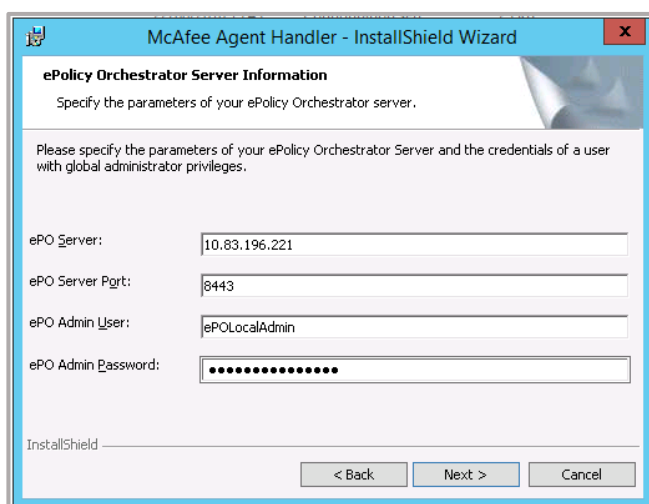 McAfee Agent Handler - InstallShield Wizard
x
ePolicy Orchestrator Server Information
Specify the parameters of your ePolicy Orchestrator server.
Please specify the parameters of your ePolicy Orchestrator Server and the credentials of a user
with global administrator privileges.
ePO Server:
10.83.196.221
ePO Server Port:
8443
ePO Admin User:
ePOLocalAdmin
ePO Admin Password:
•••••••••••••••
InstallShield
< Back
Next >
Cancel